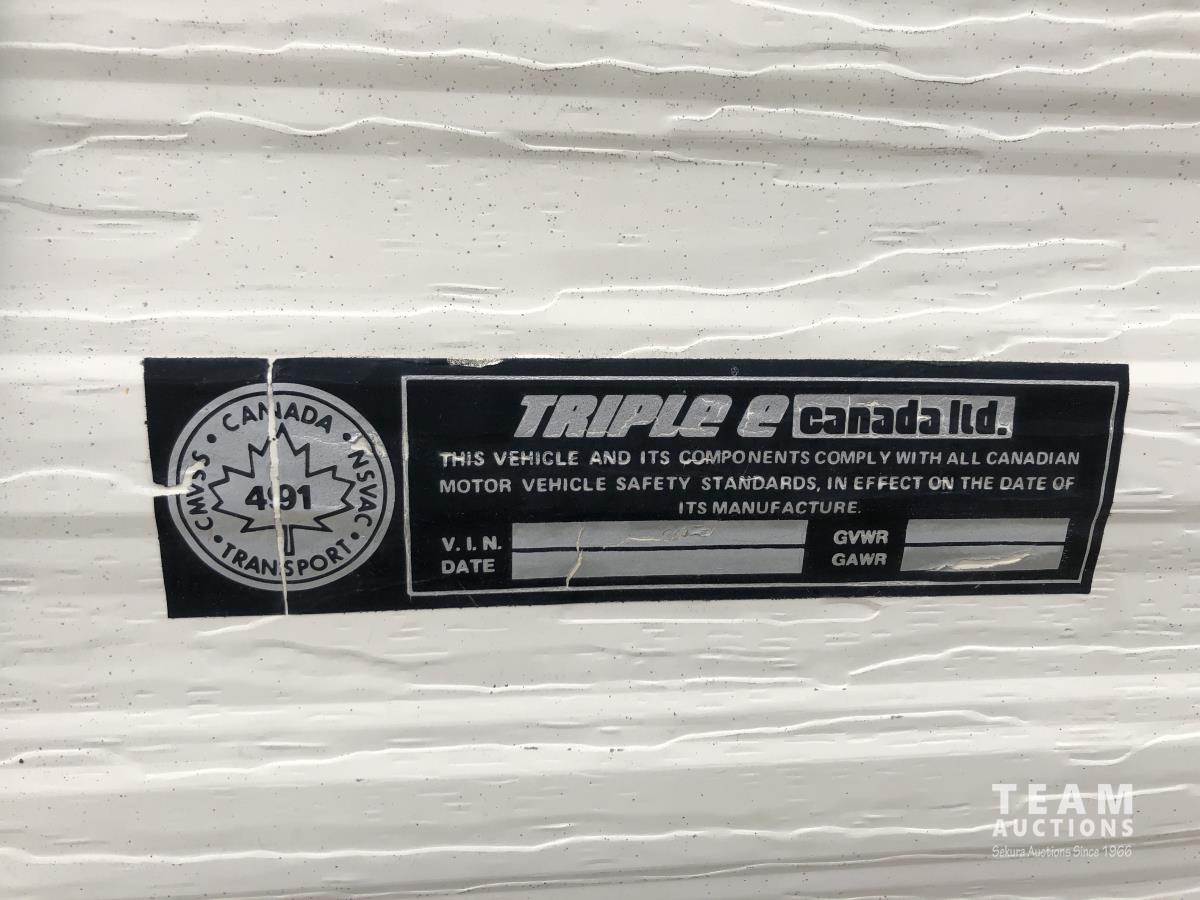 CANADA
CMVSS • NSVAC
4991
• TRANSPORT •
TRIPLE E canada ltd.
THIS VEHICLE AND ITS COMPONENTS COMPLY WITH ALL CANADIAN
MOTOR VEHICLE SAFETY STANDARDS, IN EFFECT ON THE DATE OF
ITS MANUFACTURE.
V. I. N.
GVWR
DATE
GAWR
TEAM
AUCTIONS
Sekura Auctions Since 1966